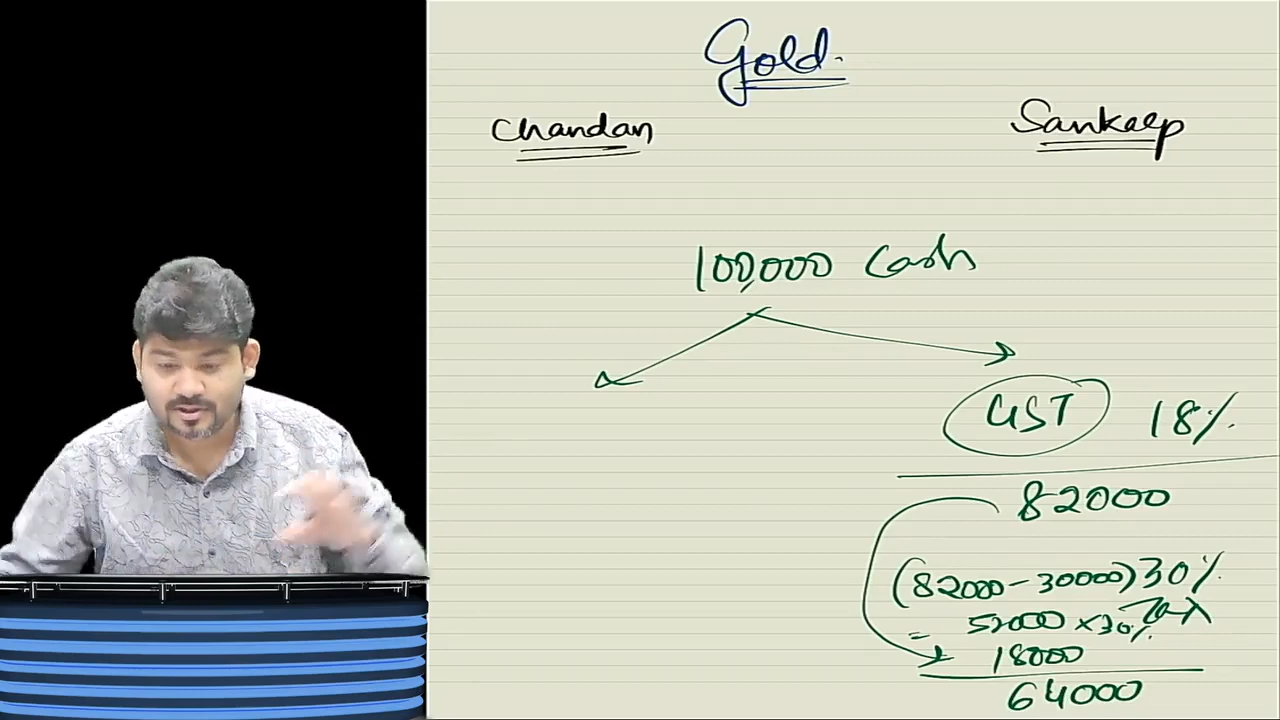 Gold.
Chandan
Sankalp
100,000 Cash
GST 18%.
82000
(82000-30000) 30%.
Tax
= 52000 x 30%.
18000
64000